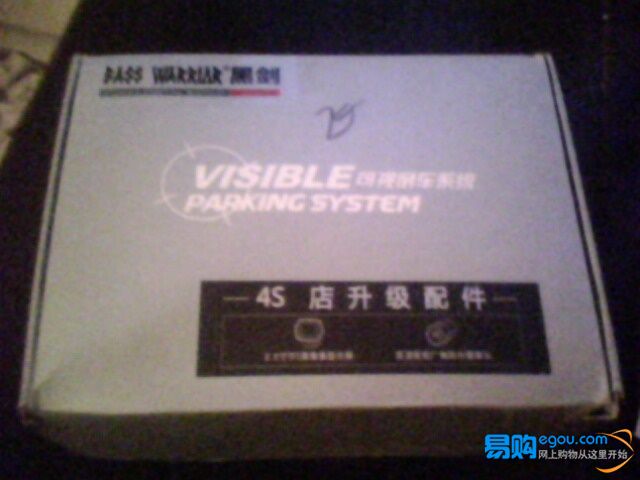 BASS WARRIAR 黑剑
VISIBLE 可视泊车系统
PARKING SYSTEM
4S 店升级配件
易购 egou.com
网上购物从这里开始